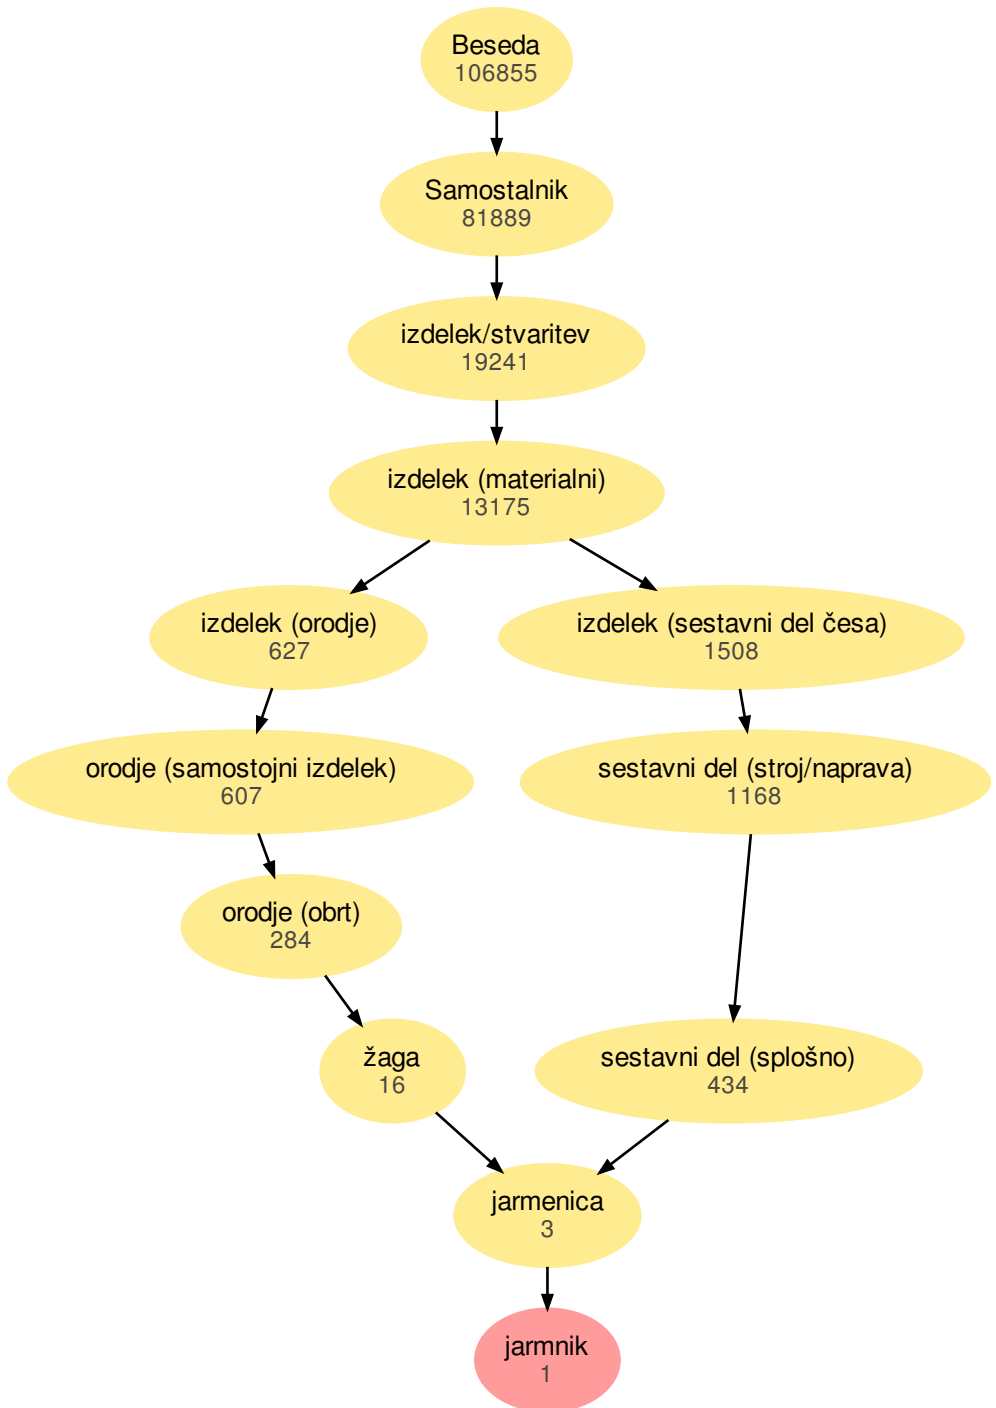 Beseda
106855
Samostalnik
81889
izdelek/stvaritev
19241
izdelek (materialni)
13175
izdelek (orodje)
627
izdelek (sestavni del česa)
1508
orodje (samostojni izdelek)
607
sestavni del (stroj/naprava)
1168
orodje (obrt)
284
žaga
16
sestavni del (splošno)
434
jarmenica
3
jarmnik
1